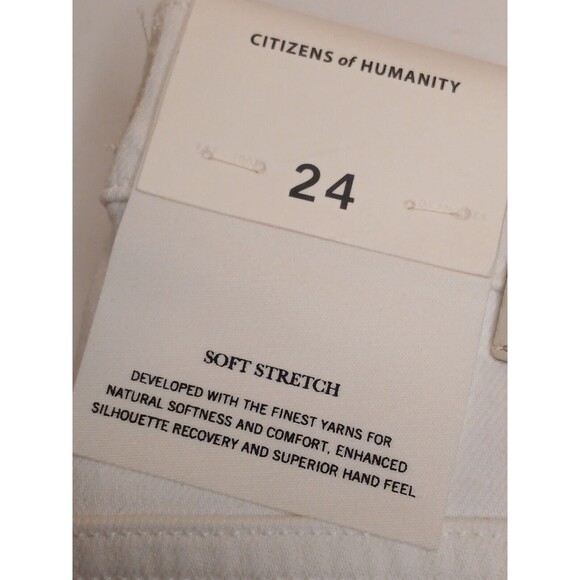 CITIZENS of HUMANITY
24
SOFT STRETCH
DEVELOPED WITH THE FINEST YARNS FOR
NATURAL SOFTNESS AND COMFORT, ENHANCED
SILHOUETTE RECOVERY AND SUPERIOR HAND FEEL